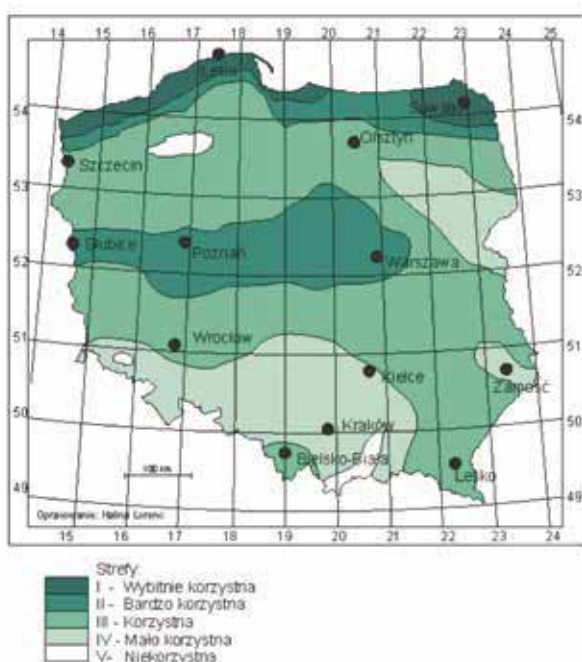 14 15 16 17 18 19 20 21 22 23 24 25
54 54
Łeba
Suwałki
Olsztyn
Szczecin
53 53
Słubice
Poznań
Warszawa
52 52
51 51
Wrocław
Kielce
Zamość
50 50
Kraków
Bielsko-Biała
Lesko
100 km
49 49
Opracowanie: Halina Lorenc
15 16 17 18 19 20 21 22 23 24
Strefy
I - Wybitnie korzystna
II - Bardzo korzystna
III - Korzystna
IV - Mało korzystna
V - Niekorzystna